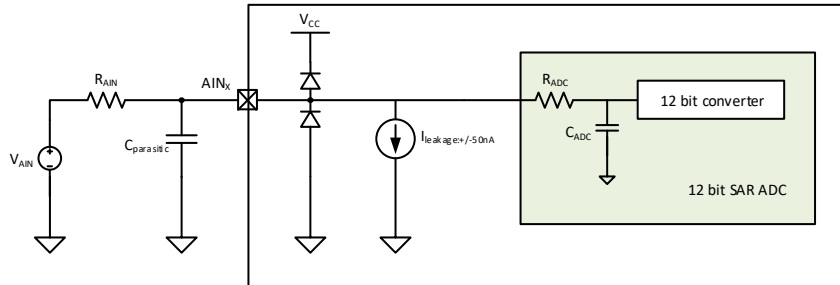 V_CC
R_AIN
AIN_X
R_ADC
12 bit converter
V_AIN
+
-
C_parasitic
I_leakage:+/-50nA
C_ADC
12 bit SAR ADC